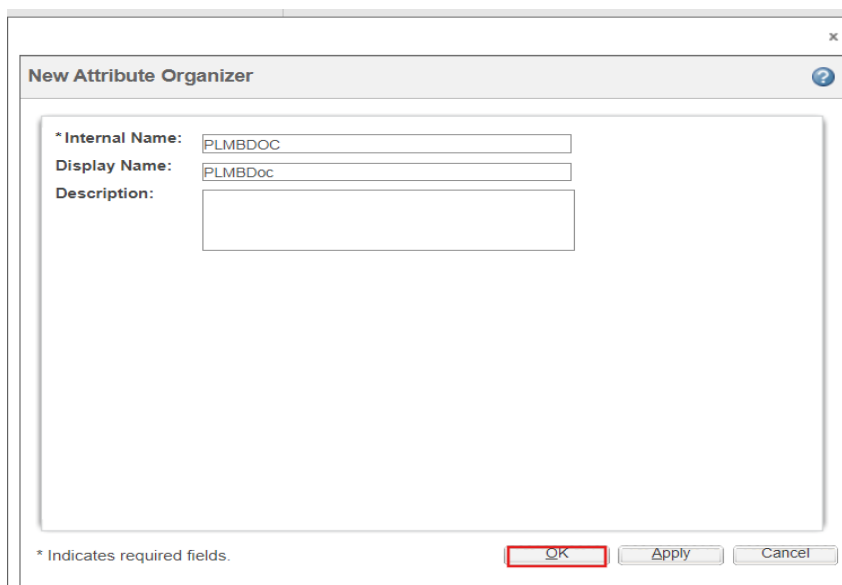 ×
New Attribute Organizer
?
*Internal Name: PLMBDOC
Display Name: PLMBDoc
Description:
* Indicates required fields. OK Apply Cancel